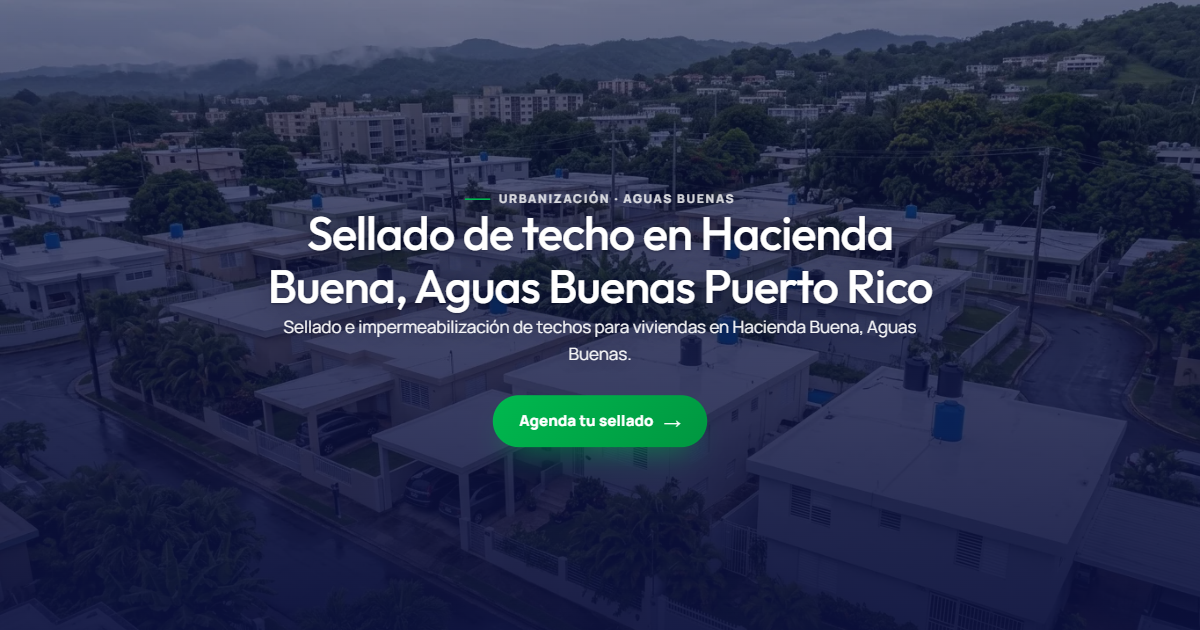 URBANIZACIÓN · AGUAS BUENAS
Sellado de techo en Hacienda
Buena, Aguas Buenas Puerto Rico
Sellado e impermeabilización de techos para viviendas en Hacienda Buena, Aguas
Buenas.
Agenda tu sellado →